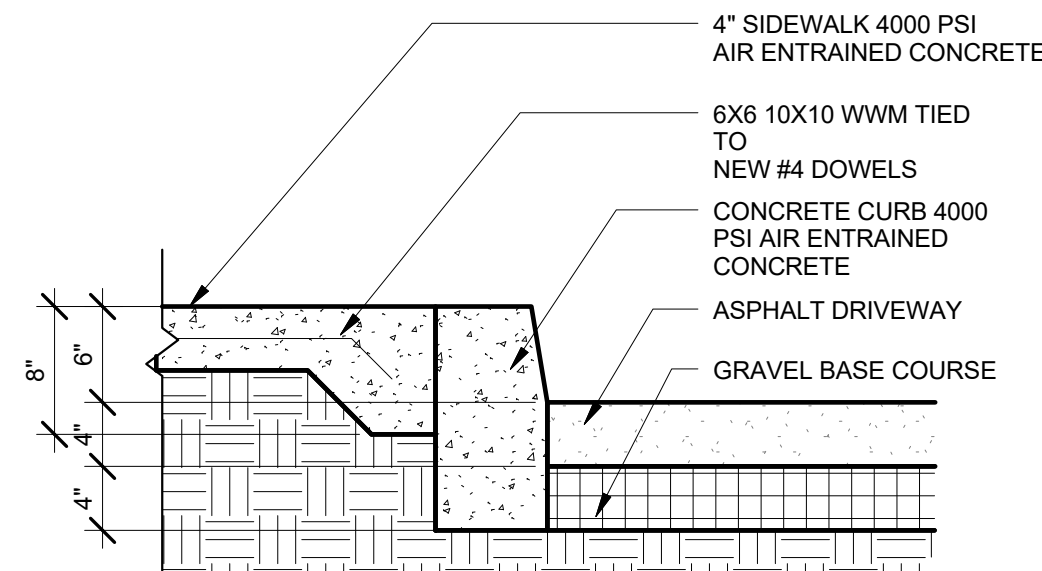 4" SIDEWALK 4000 PSI
AIR ENTRAINED CONCRETE
6X6 10X10 WWM TIED
TO
NEW #4 DOWELS
CONCRETE CURB 4000
PSI AIR ENTRAINED
CONCRETE
ASPHALT DRIVEWAY
GRAVEL BASE COURSE
8"
6"
4"
4"